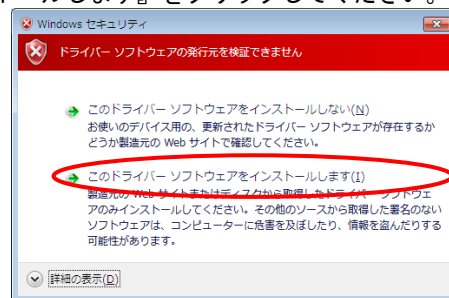 ールします」をクリックしてください。
Windows セキュリティ
ドライバー ソフトウェアの発行元を検証できません
このドライバー ソフトウェアをインストールしない(N)
お使いのデバイス用の、更新されたドライバー ソフトウェアが存在するか
どうか製造元の Web サイトで確認してください。
このドライバー ソフトウェアをインストールします(I)
製造元の Web サイトまたはディスクから取得したドライバー ソフトウェ
アのみインストールしてください。その他のソースから取得した署名のない
ソフトウェアは、コンピューターに危害を及ぼしたり、情報を盗んだりする
可能性があります。
詳細の表示(D)